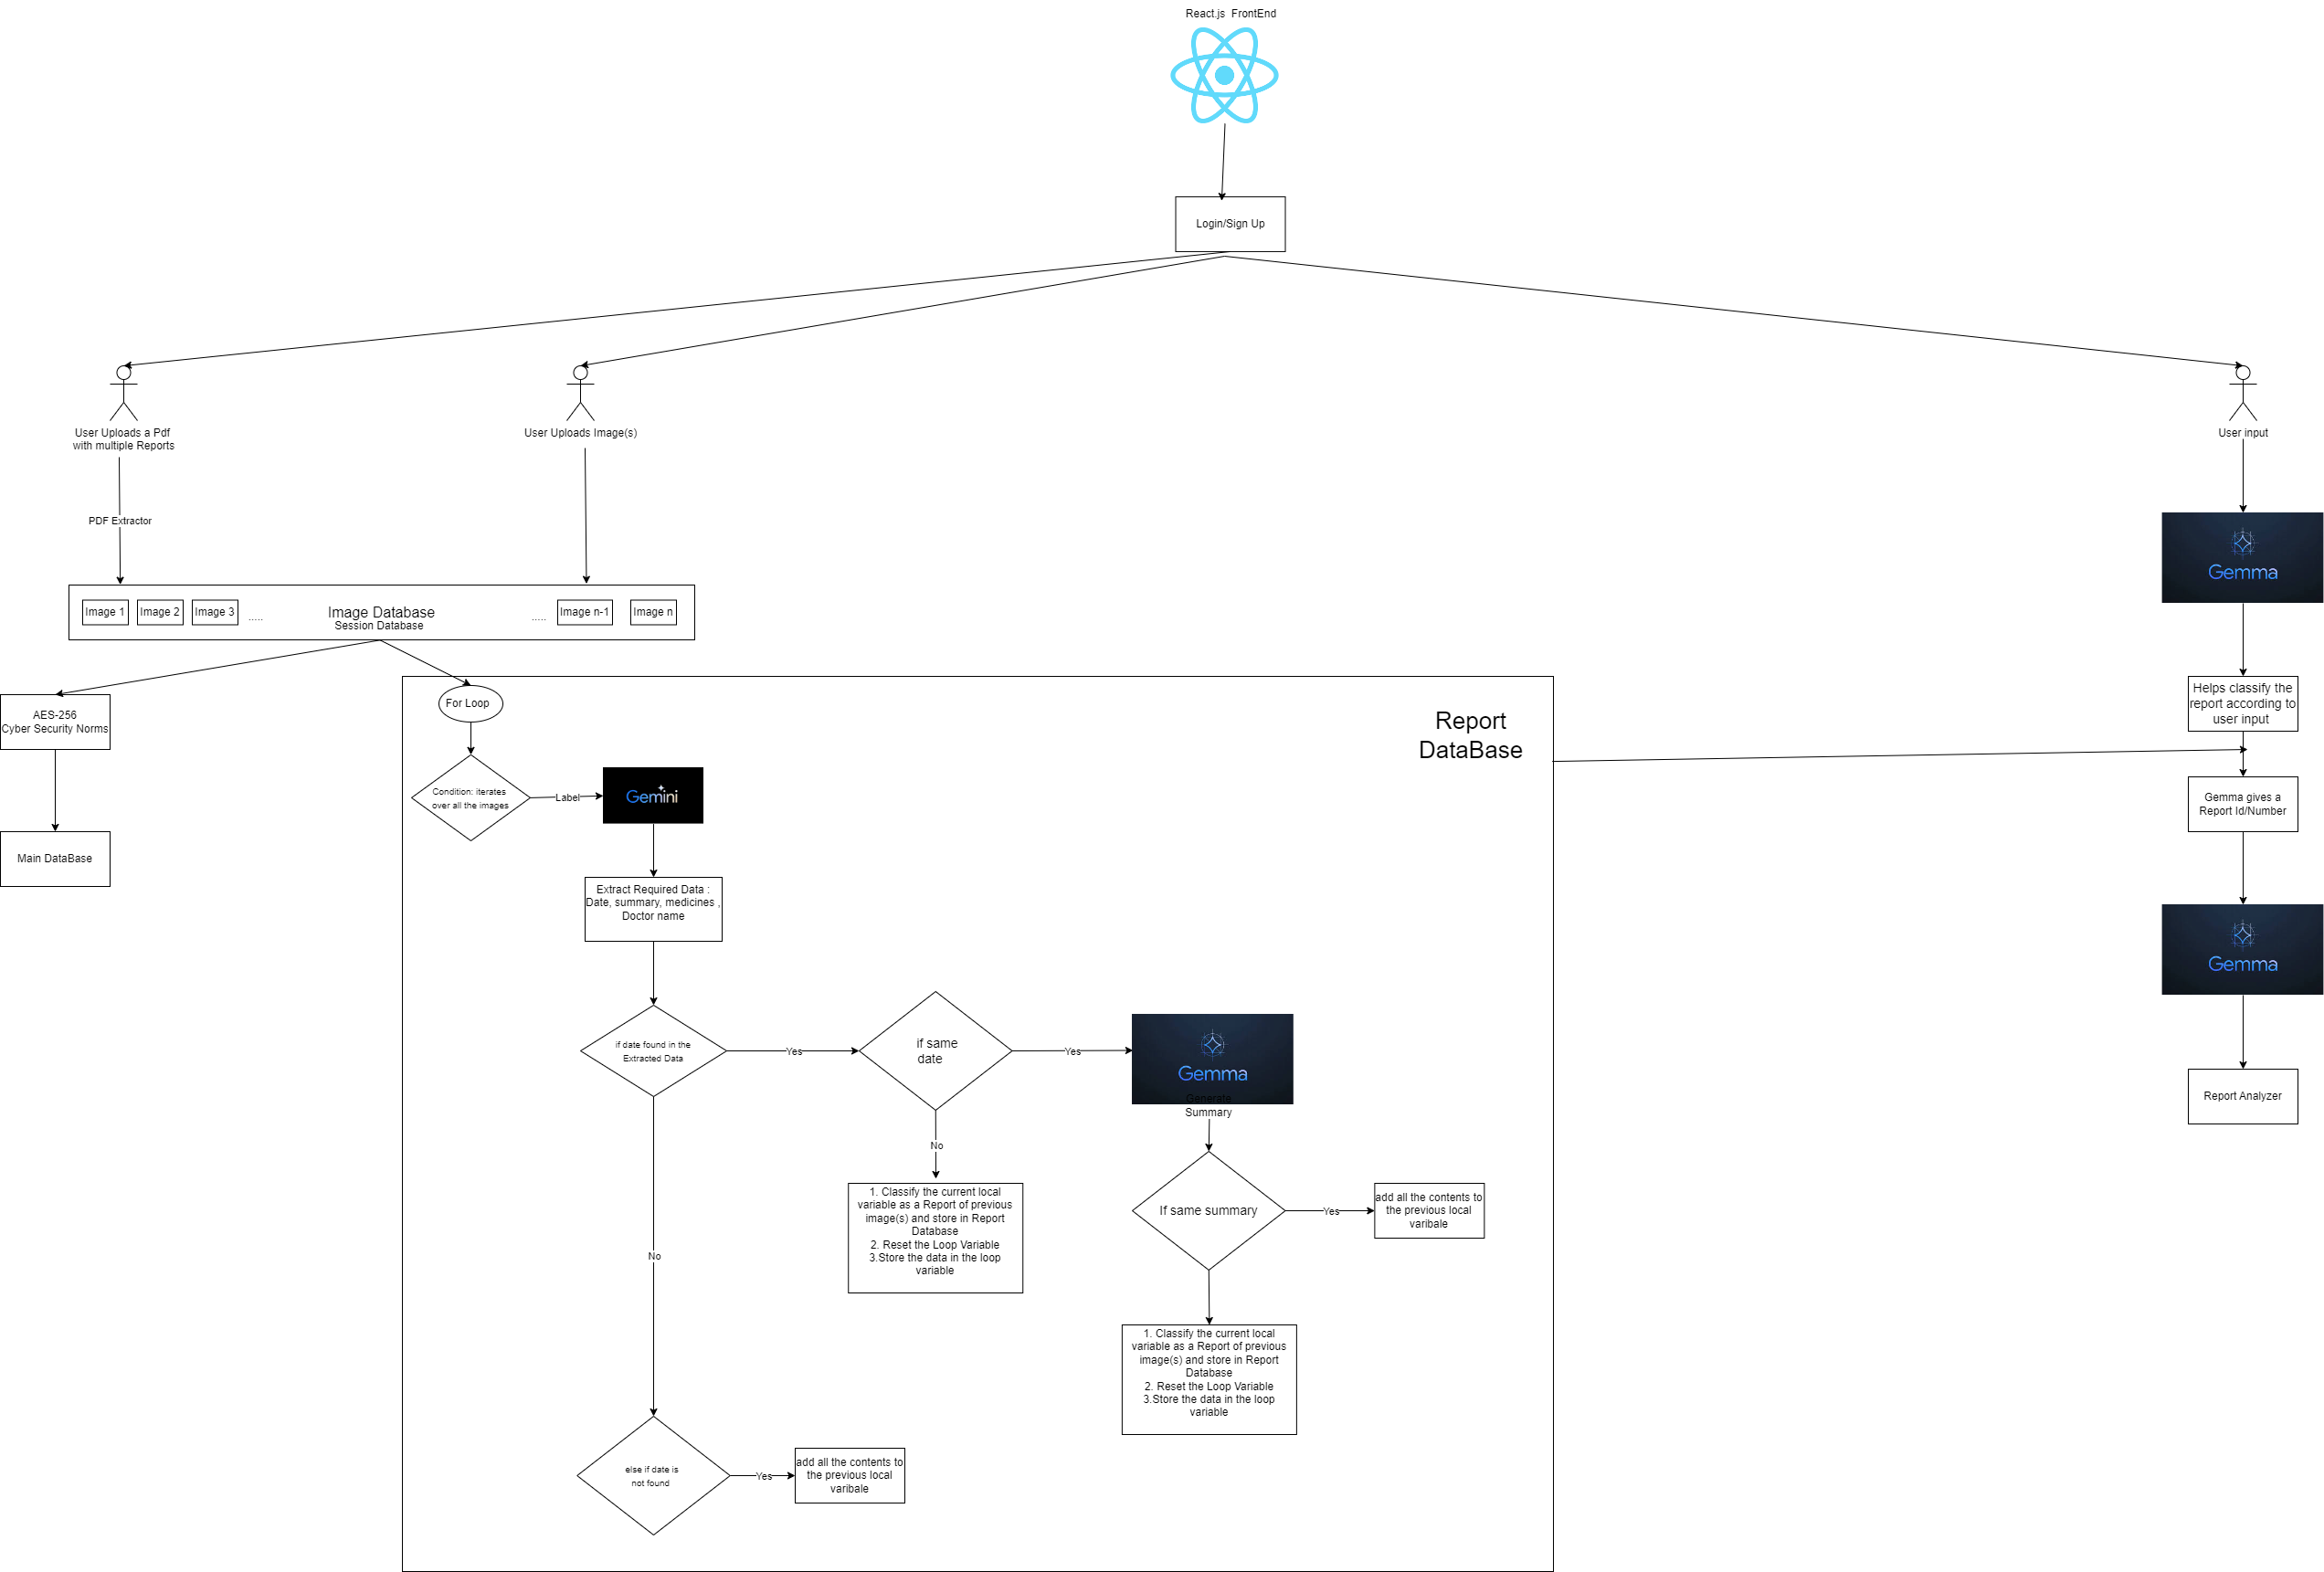 React.js FrontEnd
Login/Sign Up
User Uploads a Pdf
with multiple Reports
User Uploads Image(s)
User input
PDF Extractor
Gemma
Image 1
Image 2
Image 3
.....
Image Database
Session Database
.....
Image n-1
Image n
AES-256
Cyber Security Norms
Main DataBase
For Loop
Report
DataBase
Helps classify the
report according to
user input
Condition: iterates
over all the images
Label
Gemini
Gemma gives a
Report Id/Number
Extract Required Data :
Date, summary, medicines ,
Doctor name
Gemma
if date found in the
Extracted Data
Yes
if same
date
Yes
Gemma
Generate
Summary
Report Analyzer
No
1. Classify the current local
variable as a Report of previous
image(s) and store in Report
Database
2. Reset the Loop Variable
3.Store the data in the loop
variable
If same summary
Yes
add all the contents to
the previous local
varibale
No
1. Classify the current local
variable as a Report of previous
image(s) and store in Report
Database
2. Reset the Loop Variable
3.Store the data in the loop
variable
else if date is
not found
Yes
add all the contents to
the previous local
varibale